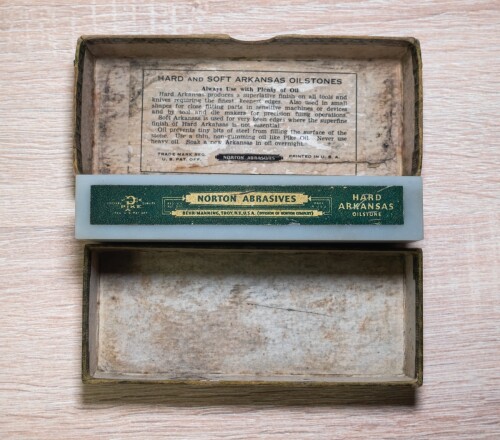 HARD AND SOFT ARKANSAS OILSTONES
Always Use with Plenty of Oil
Hard Arkansas produces a superlative finish on all tools and
knives requiring the finest keenest edges. Also used in small
shapes for close fitting parts in sensitive machines or devices
and by tool and die makers for precision honing operations.
Soft Arkansas is used for very keen edges where the superfine
finish of Hard Arkansas is not essential.
Oil prevents tiny bits of steel from filling the surface of the
stone. Use a thin, non-gumming oil like Pike Oil. Never use
heavy oil. Soak a new Arkansas in oil overnight.
TRADE MARK REG.
U. S. PAT. OFF.
NORTON ABRASIVES
PRINTED IN U. S. A.
PIKE
NORTON ABRASIVES
BEHR-MANNING, TROY, N.Y., U.S.A. (DIVISION OF NORTON COMPANY)
HARD
ARKANSAS
OILSTONE